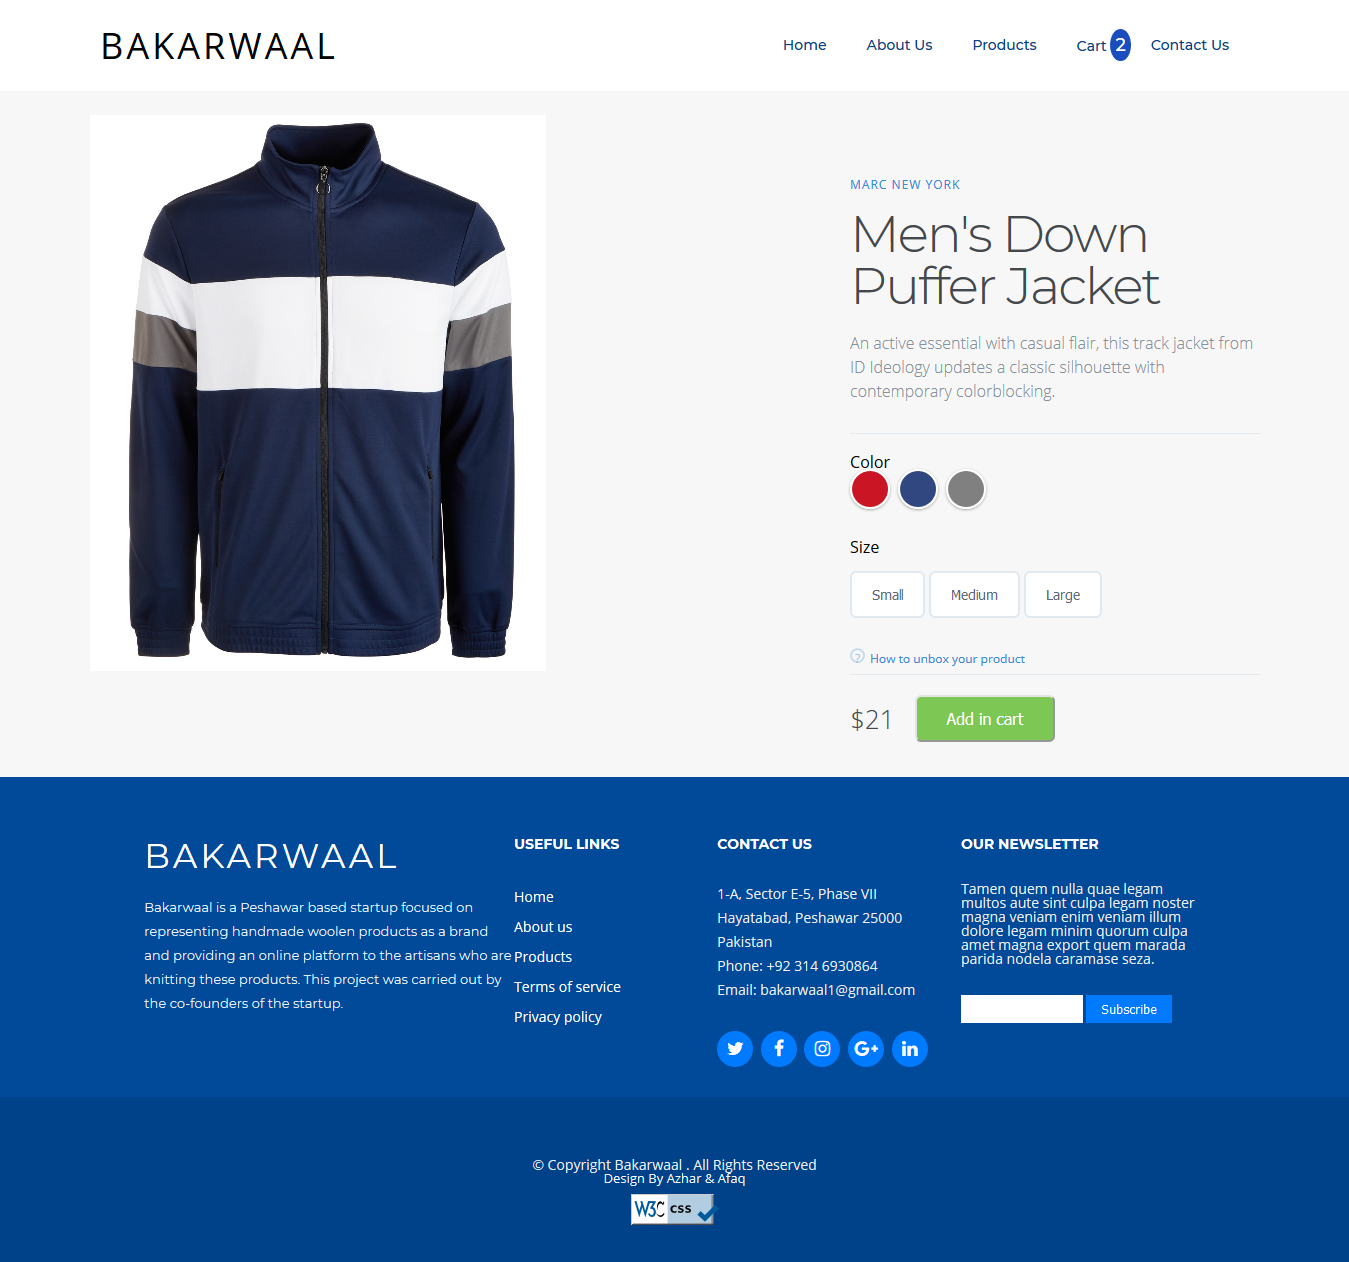 BAKARWAAL
Home
About Us
Products
Cart 2
Contact Us
MARC NEW YORK
Men's Down
Puffer Jacket
An active essential with casual flair, this track jacket from
ID Ideology updates a classic silhouette with
contemporary colorblocking.
Color
Size
Small
Medium
Large
? How to unbox your product
$21
Add in cart
BAKARWAAL
Bakarwaal is a Peshawar based startup focused on
representing handmade woolen products as a brand
and providing an online platform to the artisans who are
knitting these products. This project was carried out by
the co-founders of the startup.
USEFUL LINKS
Home
About us
Products
Terms of service
Privacy policy
CONTACT US
1-A, Sector E-5, Phase VII
Hayatabad, Peshawar 25000
Pakistan
Phone: +92 314 6930864
Email: bakarwaal1@gmail.com
OUR NEWSLETTER
Tamen quem nulla quae legam
multos aute sint culpa legam noster
magna veniam enim veniam illum
dolore legam minim quorum culpa
amet magna export quem marada
parida nodela caramase seza.
Subscribe
© Copyright Bakarwaal . All Rights Reserved
Design By Azhar & Afaq
W3C css